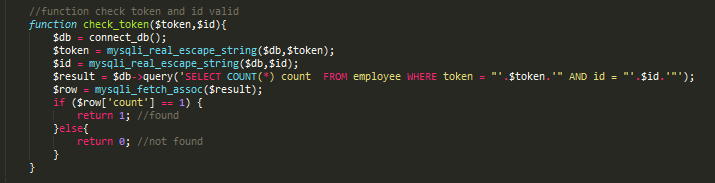 //function check token and id valid
function check_token($token,$id){
$db = connect_db();
$token = mysqli_real_escape_string($db,$token);
$id = mysqli_real_escape_string($db,$id);
$result = $db->query('SELECT COUNT(*) count  FROM employee WHERE token = "'.$token.'" AND id = "'.$id.'"');
$row = mysqli_fetch_assoc($result);
if ($row['count'] == 1) {
return 1; //found
}else{
return 0; //not found
}
}